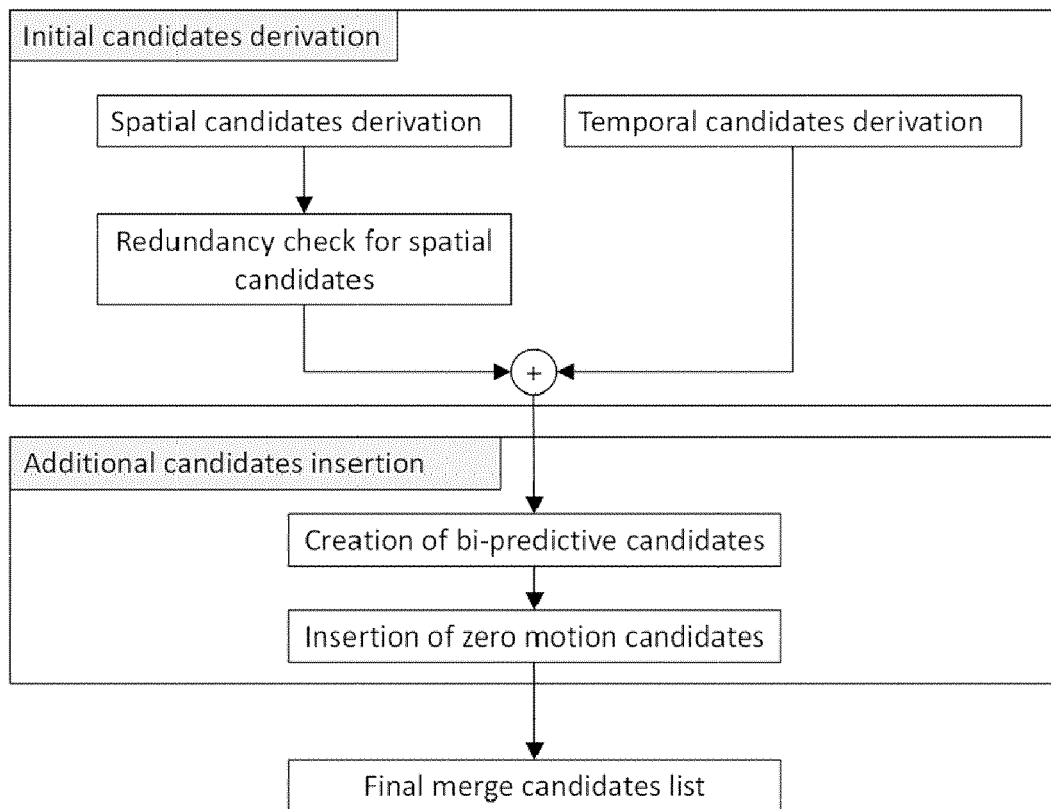 Initial candidates derivation
Spatial candidates derivation
Temporal candidates derivation
Redundancy check for spatial
candidates
+
Additional candidates insertion
Creation of bi-predictive candidates
Insertion of zero motion candidates
Final merge candidates list